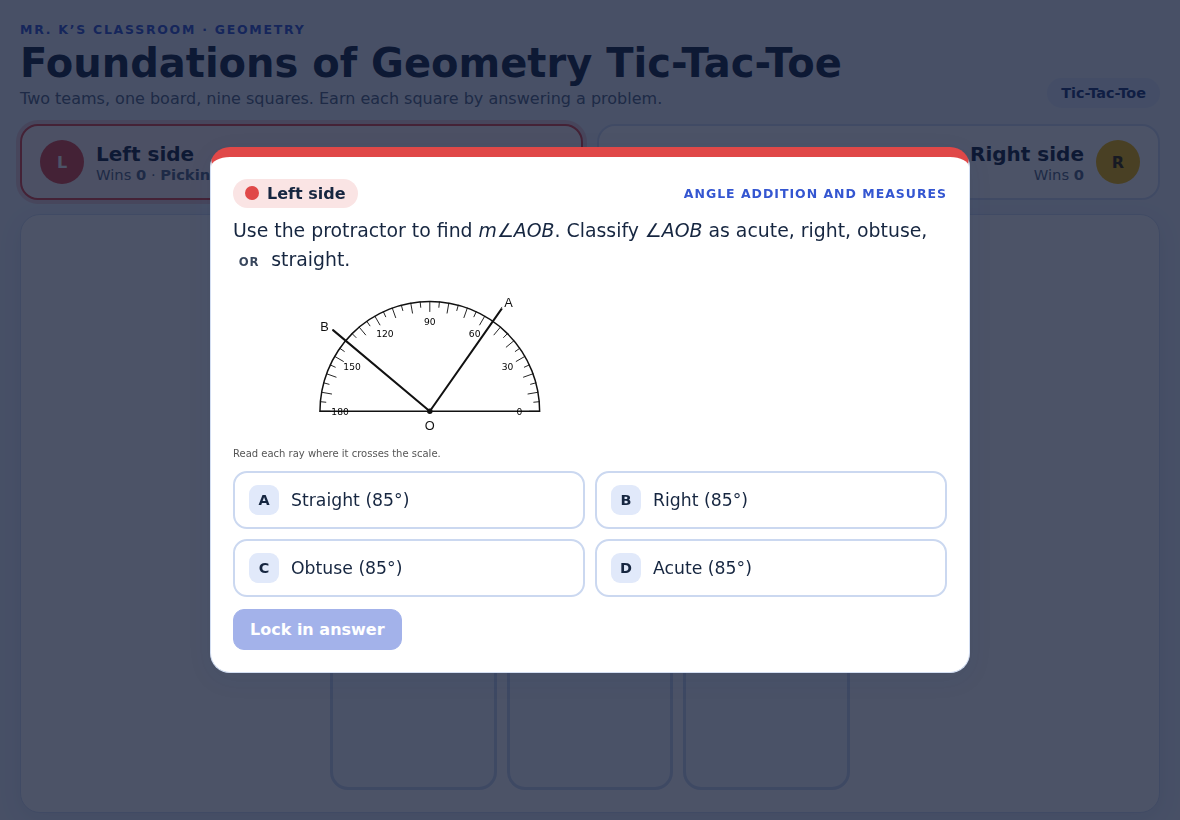 MR. K'S CLASSROOM · GEOMETRY
Foundations of Geometry Tic-Tac-Toe
Two teams, one board, nine squares. Earn each square by answering a problem.
Tic-Tac-Toe
L
Left side
Wins 0 · Pickin
Right side
Wins 0
R
Left side
ANGLE ADDITION AND MEASURES
Use the protractor to find m∠AOB. Classify ∠AOB as acute, right, obtuse,
OR straight.
A
B
90
120
60
150
30
180
0
O
Read each ray where it crosses the scale.
A Straight (85°)
B Right (85°)
C Obtuse (85°)
D Acute (85°)
Lock in answer